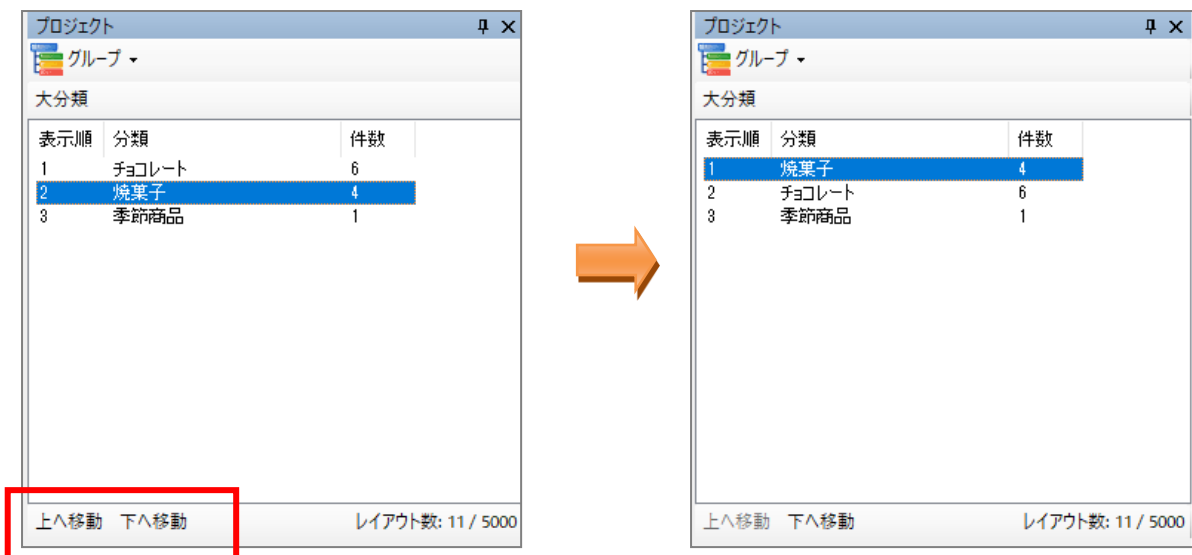 プロジェクト
グループ
大分類
表示順 分類 件数
1 チョコレート 6
2 焼菓子 4
3 季節商品 1
上へ移動 下へ移動 レイアウト数: 11 / 5000
プロジェクト
グループ
大分類
表示順 分類 件数
1 焼菓子 4
2 チョコレート 6
3 季節商品 1
上へ移動 下へ移動 レイアウト数: 11 / 5000